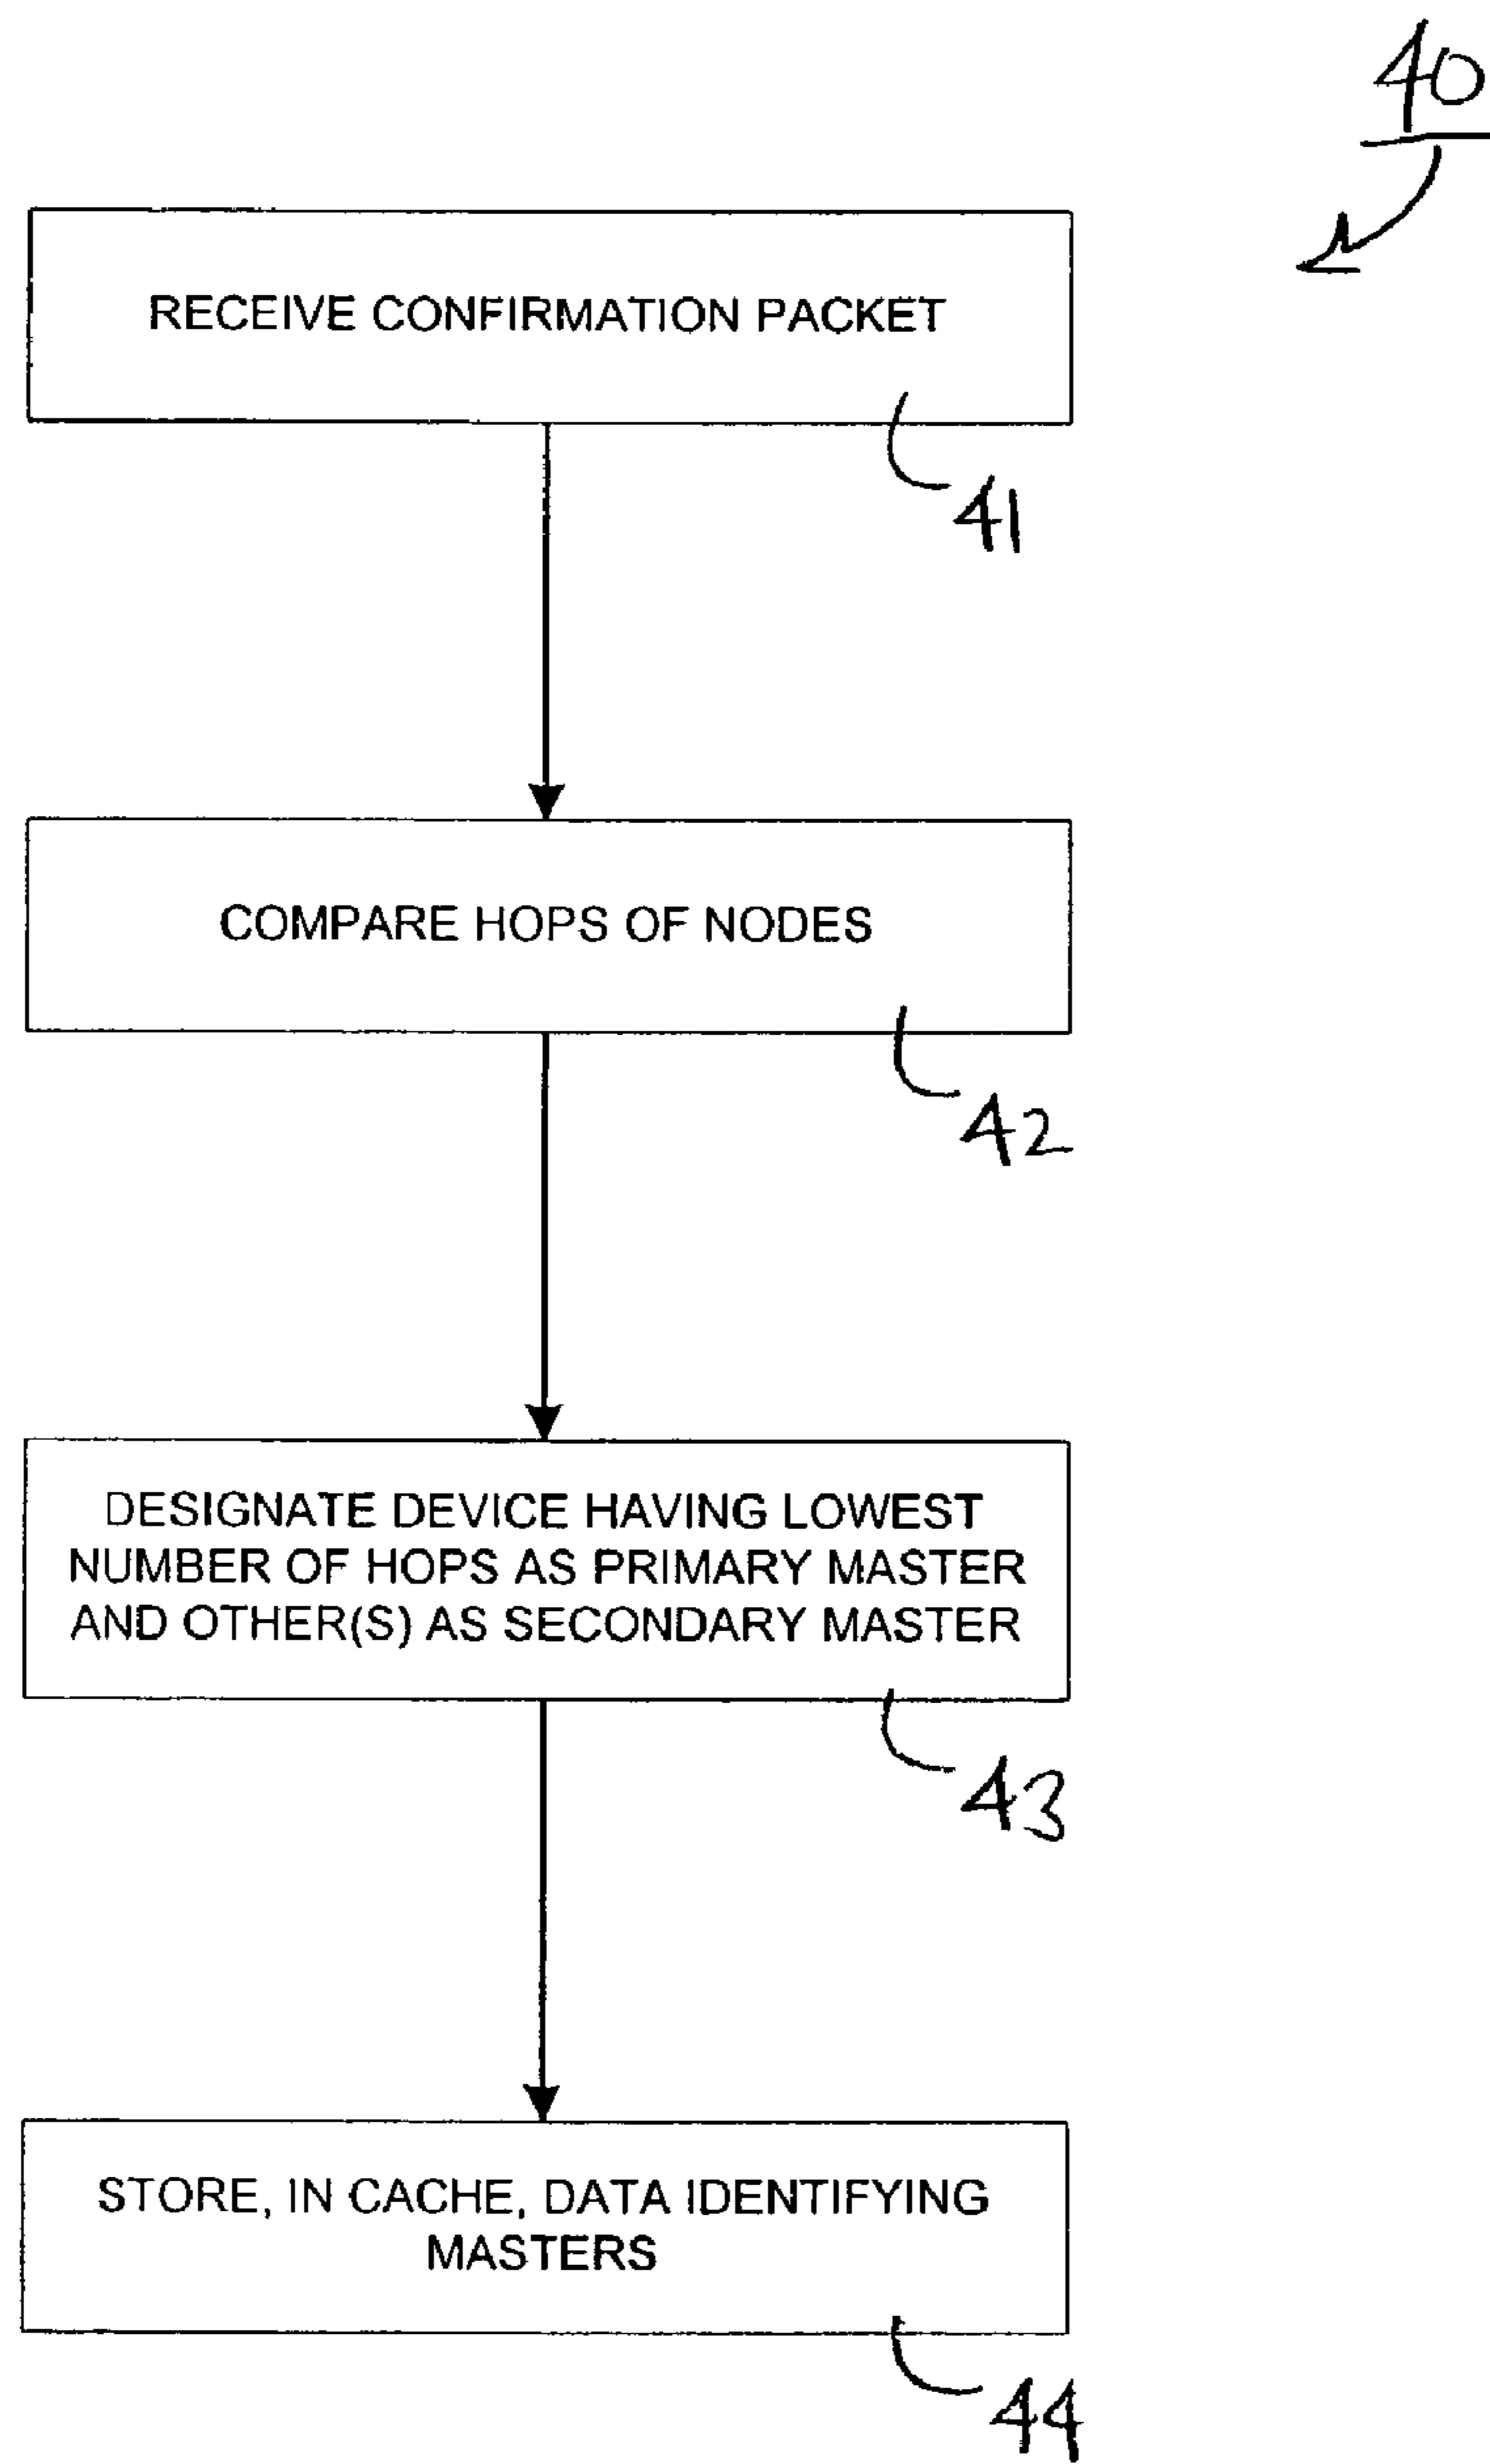 40
RECEIVE CONFIRMATION PACKET
41
COMPARE HOPS OF NODES
42
DESIGNATE DEVICE HAVING LOWEST
NUMBER OF HOPS AS PRIMARY MASTER
AND OTHER(S) AS SECONDARY MASTER
43
STORE, IN CACHE, DATA IDENTIFYING
MASTERS
44